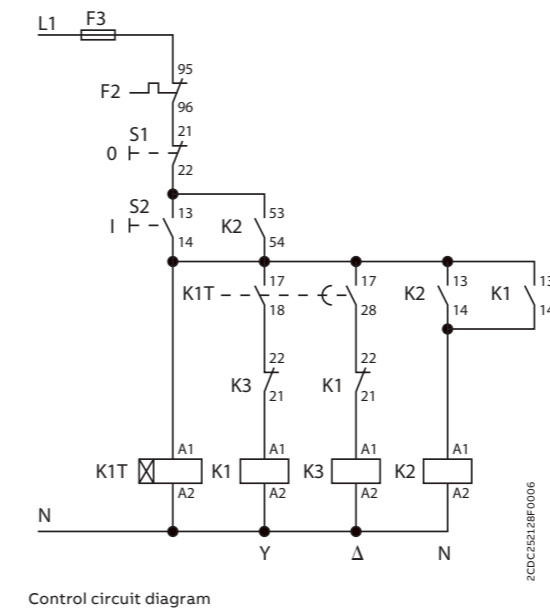 L1 F3
95
F2
96
S1 21
0
22
S2 13 53
I K2
14 54
17 17 13 13
K1T K2 K1
18 28 14 14
22 22
K3 K1
21 21
A1 A1 A1 A1
K1T K1 K3 K2
A2 A2 A2 A2
N
Y Δ N
2CDC252128F0006
Control circuit diagram